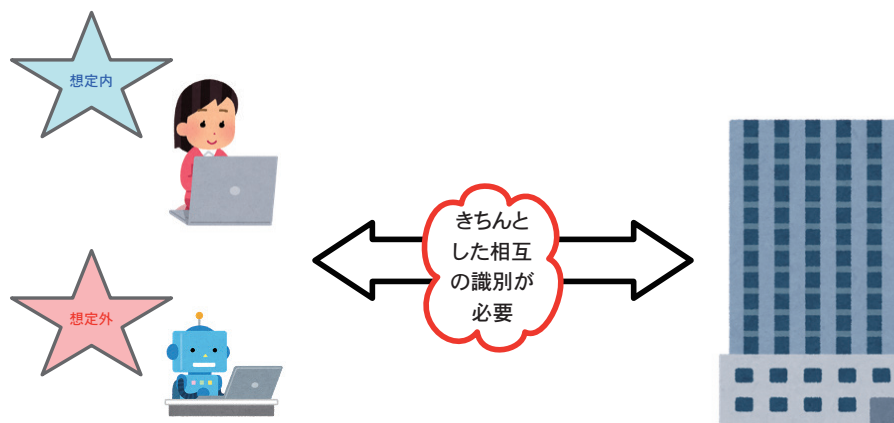 想定内
きちんと
した相互
の識別が
必要
想定外